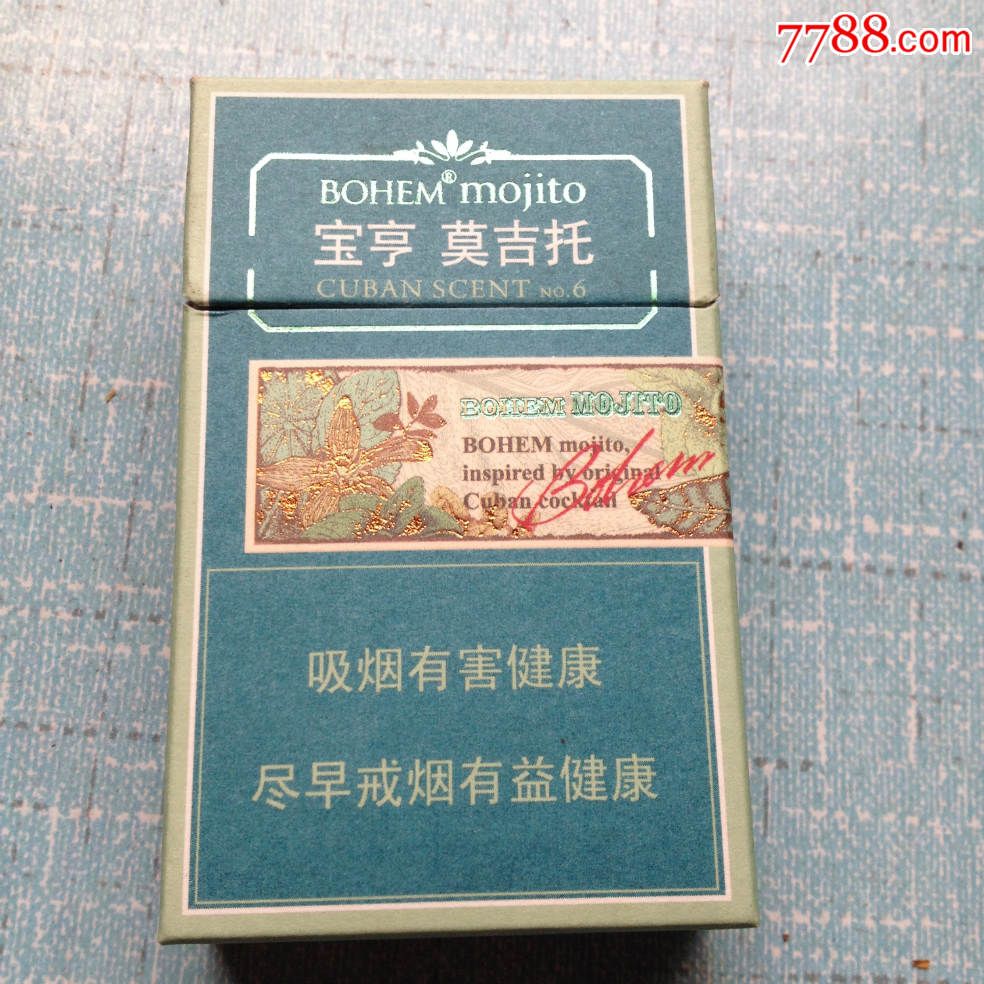 7788.com
BOHEM® mojito
宝亨 莫吉托
CUBAN SCENT NO.6
BOHEM MOJITO
BOHEM mojito,
inspired by original
Cuban cocktail
Bohem
吸烟有害健康
尽早戒烟有益健康